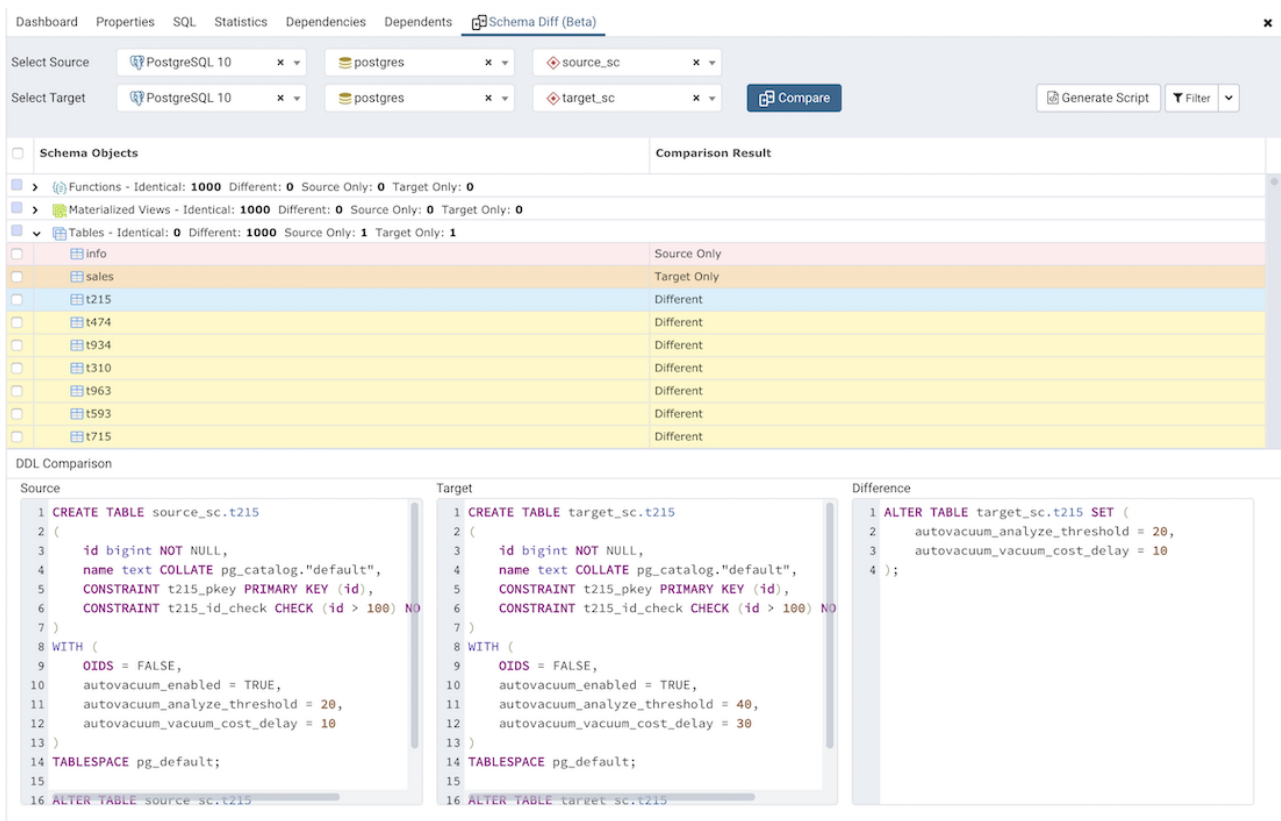 Dashboard Properties SQL Statistics Dependencies Dependents Schema Diff (Beta)
Select Source PostgreSQL 10 postgres source_sc
Select Target PostgreSQL 10 postgres target_sc Compare Generate Script Filter
Schema Objects Comparison Result
Functions - Identical: 1000 Different: 0 Source Only: 0 Target Only: 0
Materialized Views - Identical: 1000 Different: 0 Source Only: 0 Target Only: 0
Tables - Identical: 0 Different: 1000 Source Only: 1 Target Only: 1
info Source Only
sales Target Only
t215 Different
t474 Different
t934 Different
t310 Different
t963 Different
t593 Different
t715 Different
DDL Comparison
Source
1 CREATE TABLE source_sc.t215
2 (
3 id bigint NOT NULL,
4 name text COLLATE pg_catalog."default",
5 CONSTRAINT t215_pkey PRIMARY KEY (id),
6 CONSTRAINT t215_id_check CHECK (id > 100) NO
7 )
8 WITH (
9 OIDS = FALSE,
10 autovacuum_enabled = TRUE,
11 autovacuum_analyze_threshold = 20,
12 autovacuum_vacuum_cost_delay = 10
13 )
14 TABLESPACE pg_default;
15
16 ALTER TABLE source_sc.t215
Target
1 CREATE TABLE target_sc.t215
2 (
3 id bigint NOT NULL,
4 name text COLLATE pg_catalog."default",
5 CONSTRAINT t215_pkey PRIMARY KEY (id),
6 CONSTRAINT t215_id_check CHECK (id > 100) NO
7 )
8 WITH (
9 OIDS = FALSE,
10 autovacuum_enabled = TRUE,
11 autovacuum_analyze_threshold = 40,
12 autovacuum_vacuum_cost_delay = 30
13 )
14 TABLESPACE pg_default;
15
16 ALTER TABLE target_sc.t215
Difference
1 ALTER TABLE target_sc.t215 SET (
2 autovacuum_analyze_threshold = 20,
3 autovacuum_vacuum_cost_delay = 10
4 );